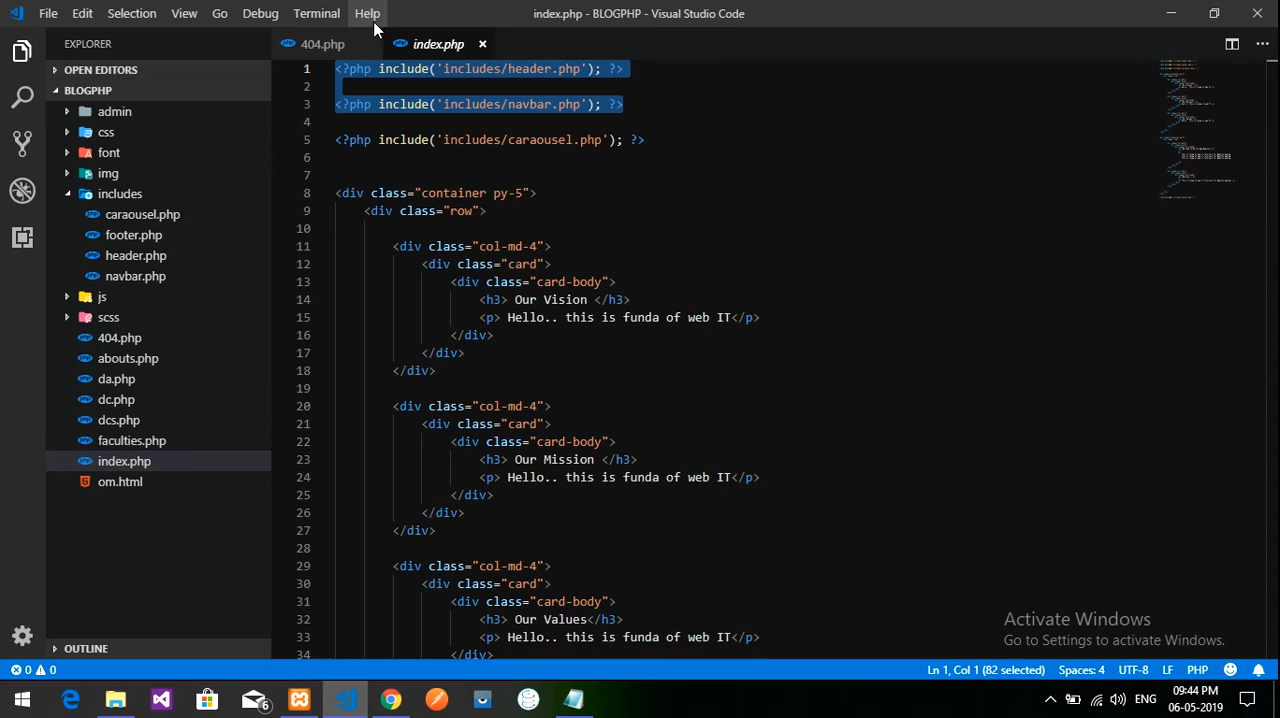 File Edit Selection View Go Debug Terminal Help
index.php - BLOGPHP - Visual Studio Code
EXPLORER
404.php
index.php
OPEN EDITORS
BLOGPHP
admin
css
font
img
includes
caraousel.php
footer.php
header.php
navbar.php
js
scss
404.php
abouts.php
da.php
dc.php
dcs.php
faculties.php
index.php
om.html
OUTLINE
1 <?php include('includes/header.php'); ?>
2
3 <?php include('includes/navbar.php'); ?>
4
5 <?php include('includes/caraousel.php'); ?>
6
7
8 <div class="container py-5">
9 <div class="row">
10
11 <div class="col-md-4">
12 <div class="card">
13 <div class="card-body">
14 <h3> Our Vision </h3>
15 <p> Hello.. this is funda of web IT</p>
16 </div>
17 </div>
18 </div>
19
20 <div class="col-md-4">
21 <div class="card">
22 <div class="card-body">
23 <h3> Our Mission </h3>
24 <p> Hello.. this is funda of web IT</p>
25 </div>
26 </div>
27 </div>
28
29 <div class="col-md-4">
30 <div class="card">
31 <div class="card-body">
32 <h3> Our Values</h3>
33 <p> Hello.. this is funda of web IT</p>
34 </div>
Activate Windows
Go to Settings to activate Windows.
0 0
Ln 1, Col 1 (82 selected) Spaces: 4 UTF-8 LF PHP
6
ENG
09:44 PM
06-05-2019